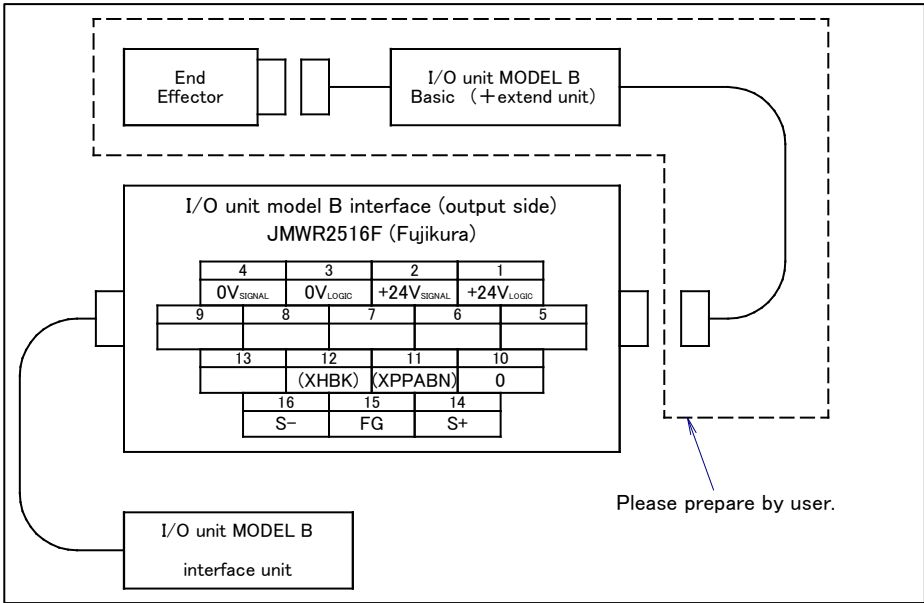 End
Effector
I/O unit MODEL B
Basic （＋extend unit）
I/O unit model B interface (output side)
JMWR2516F (Fujikura)
4 3 2 1
0VSIGNAL 0VLOGIC +24VSIGNAL +24VLOGIC
9 8 7 6 5
13 12 11 10
(XHBK) (XPPABN) 0
16 15 14
S− FG S+
Please prepare by user.
I/O unit MODEL B
interface unit